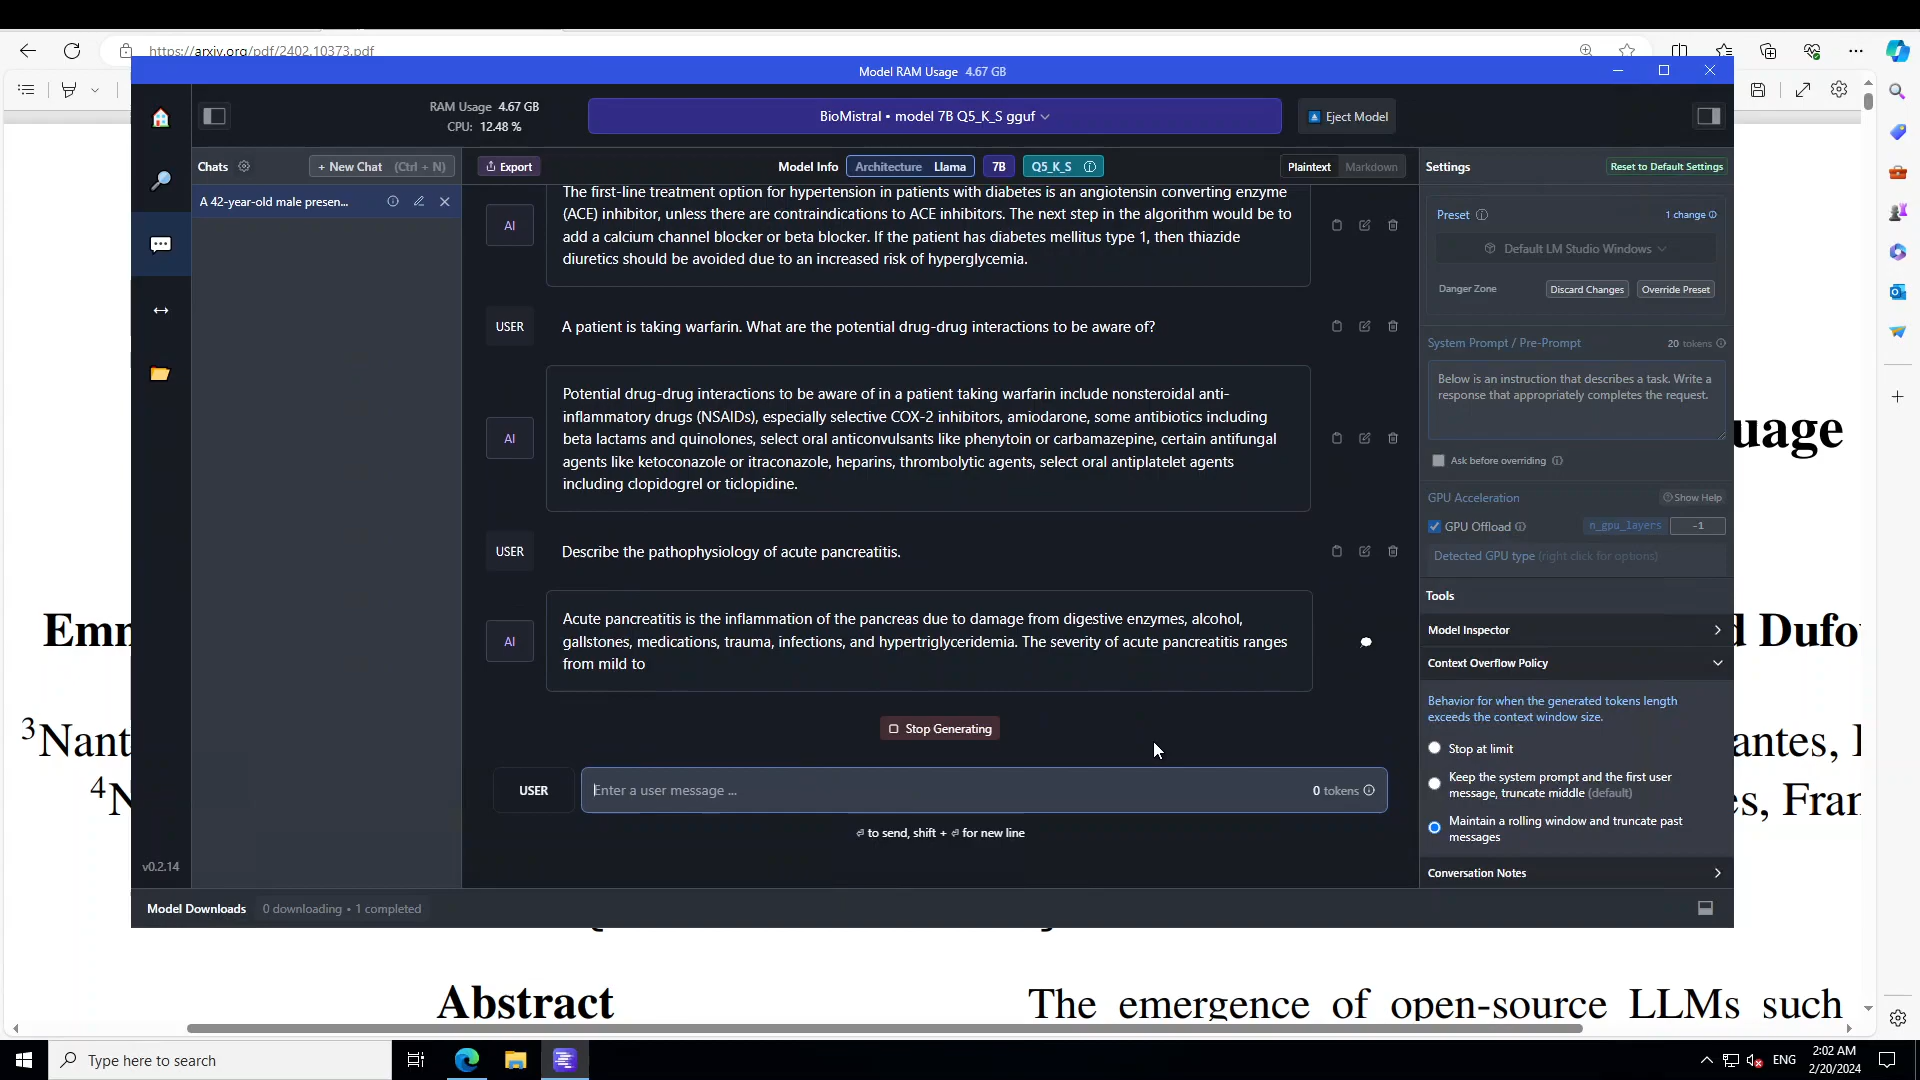 https://arxiv.org/pdf/2402.10373.pdf
Model RAM Usage 4.67 GB
RAM Usage 4.67 GB
CPU: 12.48 %
BioMistral • model 7B Q5_K_S gguf
Eject Model
Chats
+ New Chat (Ctrl + N)
Export
Model Info Architecture Llama 7B Q5_K_S
Plaintext Markdown
Settings
Reset to Default Settings
A 42-year-old male presen...
The first-line treatment option for hypertension in patients with diabetes is an angiotensin converting enzyme
(ACE) inhibitor, unless there are contraindications to ACE inhibitors. The next step in the algorithm would be to
add a calcium channel blocker or beta blocker. If the patient has diabetes mellitus type 1, then thiazide
diuretics should be avoided due to an increased risk of hyperglycemia.
AI
USER
A patient is taking warfarin. What are the potential drug-drug interactions to be aware of?
AI
Potential drug-drug interactions to be aware of in a patient taking warfarin include nonsteroidal anti-
inflammatory drugs (NSAIDs), especially selective COX-2 inhibitors, amiodarone, some antibiotics including
beta lactams and quinolones, select oral anticonvulsants like phenytoin or carbamazepine, certain antifungal
agents like ketoconazole or itraconazole, heparins, thrombolytic agents, select oral antiplatelet agents
including clopidogrel or ticlopidine.
USER
Describe the pathophysiology of acute pancreatitis.
AI
Acute pancreatitis is the inflammation of the pancreas due to damage from digestive enzymes, alcohol,
gallstones, medications, trauma, infections, and hypertriglyceridemia. The severity of acute pancreatitis ranges
from mild to
Stop Generating
USER
Enter a user message ...
0 tokens
⏎ to send, shift + ⏎ for new line
Preset
1 change
Default LM Studio Windows
Danger Zone
Discard Changes
Override Preset
System Prompt / Pre-Prompt
20 tokens
Below is an instruction that describes a task. Write a
response that appropriately completes the request.
Ask before overriding
GPU Acceleration
Show Help
GPU Offload
n_gpu_layers
-1
Detected GPU type (right click for options)
Tools
Model Inspector
Context Overflow Policy
Behavior for when the generated tokens length
exceeds the context window size.
Stop at limit
Keep the system prompt and the first user
message, truncate middle (default)
Maintain a rolling window and truncate past
messages
Conversation Notes
v0.2.14
Model Downloads 0 downloading • 1 completed
uage
Emm
d Dufo
3Nant
antes, I
4N
es, Fran
Abstract
The emergence of open-source LLMs such
Type here to search
ENG
2:02 AM
2/20/2024